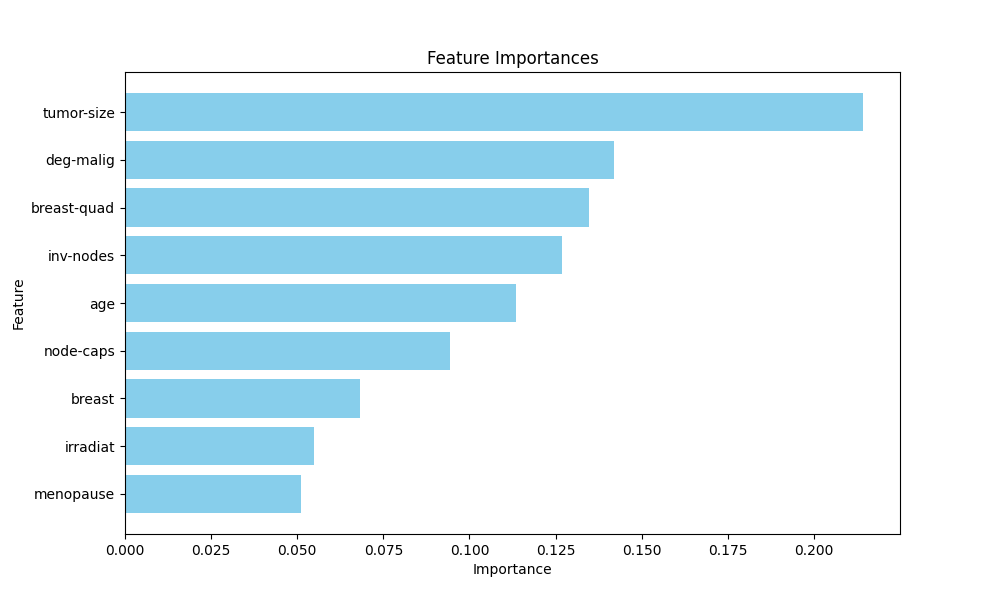 Feature Importances
Feature
tumor-size
deg-malig
breast-quad
inv-nodes
age
node-caps
breast
irradiat
menopause
0.000 0.025 0.050 0.075 0.100 0.125 0.150 0.175 0.200
Importance